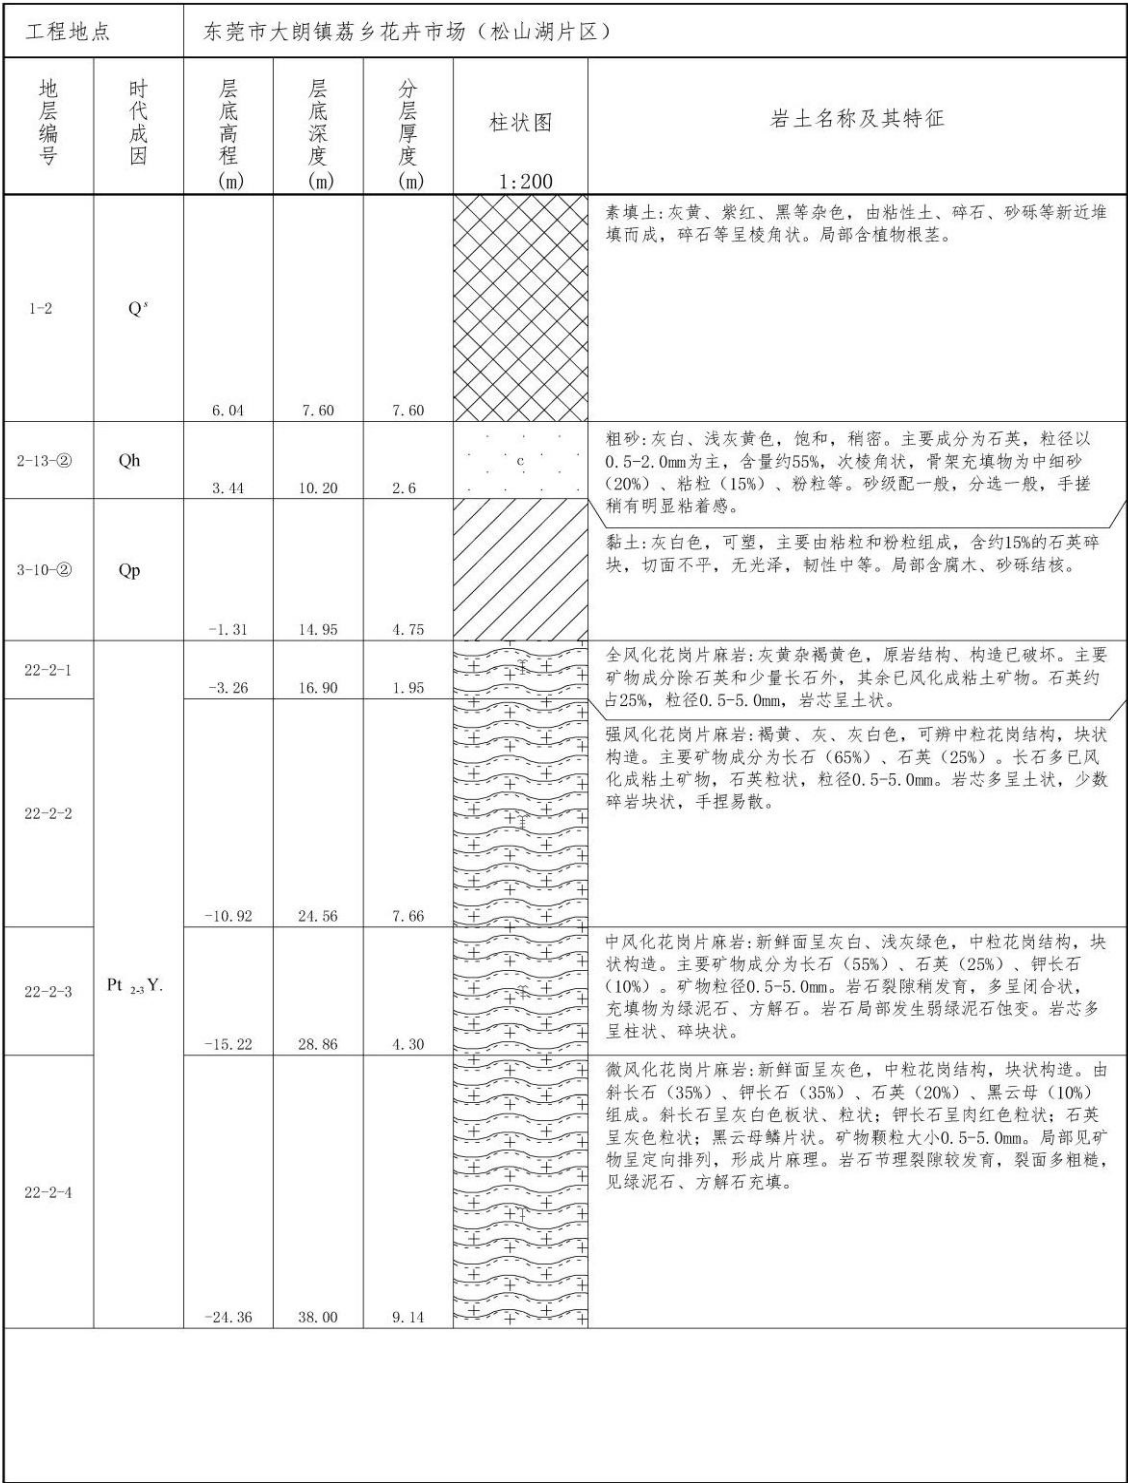 工程地点
东莞市大朗镇荔乡花卉市场（松山湖片区）
地层编号
时代成因
层底高程(m)
层底深度(m)
分层厚度(m)
柱状图
1:200
岩土名称及其特征
1-2
Qs
6.04
7.60
7.60
素填土:灰黄、紫红、黑等杂色，由粘性土、碎石、砂砾等新近堆
填而成，碎石等呈棱角状。局部含植物根茎。
2-13-②
Qh
3.44
10.20
2.6
c
粗砂:灰白、浅灰黄色，饱和，稍密。主要成分为石英，粒径以
0.5-2.0mm为主，含量约55%，次棱角状，骨架充填物为中细砂
（20%）、粘粒（15%）、粉粒等。砂级配一般，分选一般，手搓
稍有明显粘着感。
3-10-②
Qp
-1.31
14.95
4.75
黏土:灰白色，可塑，主要由粘粒和粉粒组成，含约15%的石英碎
块，切面不平，无光泽，韧性中等。局部含腐木、砂砾结核。
22-2-1
-3.26
16.90
1.95
全风化花岗片麻岩:灰黄杂褐黄色，原岩结构、构造已破坏。主要
矿物成分除石英和少量长石外，其余已风化成粘土矿物。石英约
占25%，粒径0.5-5.0mm，岩芯呈土状。
22-2-2
-10.92
24.56
7.66
强风化花岗片麻岩:褐黄、灰、灰白色，可辨中粒花岗结构，块状
构造。主要矿物成分为长石（65%）、石英（25%）。长石多已风
化成粘土矿物，石英粒状，粒径0.5-5.0mm。岩芯多呈土状，少数
碎岩块状，手捏易散。
22-2-3
Pt 2-3 Y.
-15.22
28.86
4.30
中风化花岗片麻岩:新鲜面呈灰白、浅灰绿色，中粒花岗结构，块
状构造。主要矿物成分为长石（55%）、石英（25%）、钾长石
（10%）。矿物粒径0.5-5.0mm。岩石裂隙稍发育，多呈闭合状，
充填物为绿泥石、方解石。岩石局部发生弱绿泥石蚀变。岩芯多
呈柱状、碎块状。
22-2-4
-24.36
38.00
9.14
微风化花岗片麻岩:新鲜面呈灰色，中粒花岗结构，块状构造。由
斜长石（35%）、钾长石（35%）、石英（20%）、黑云母（10%）
组成。斜长石呈灰白色板状、粒状；钾长石呈肉红色粒状；石英
呈灰色粒状；黑云母鳞片状。矿物颗粒大小0.5-5.0mm。局部见矿
物呈定向排列，形成片麻理。岩石节理裂隙较发育，裂面多粗糙，
见绿泥石、方解石充填。